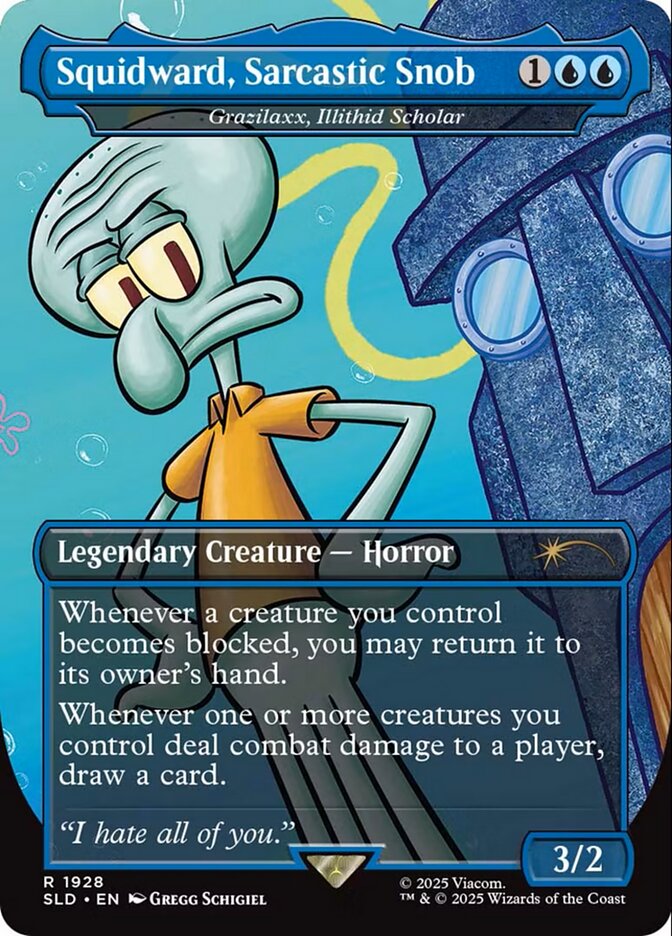 Squidward, Sarcastic Snob 1
Grazilaxx, Illithid Scholar
Legendary Creature — Horror
Whenever a creature you control
becomes blocked, you may return it to
its owner's hand.
Whenever one or more creatures you
control deal combat damage to a player,
draw a card.
"I hate all of you."
3/2
R 1928
SLD • EN Gregg Schigiel
© 2025 Viacom.
™ & © 2025 Wizards of the Coast